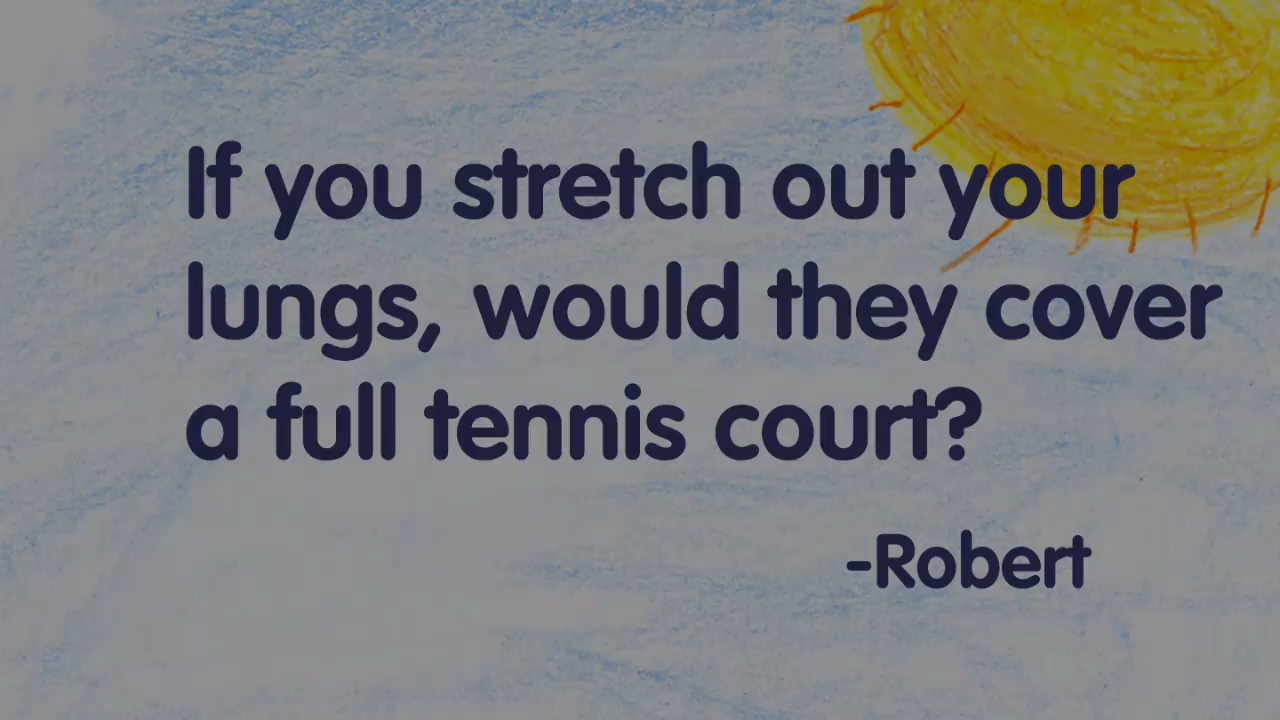 If you stretch out your
lungs, would they cover
a full tennis court?
-Robert